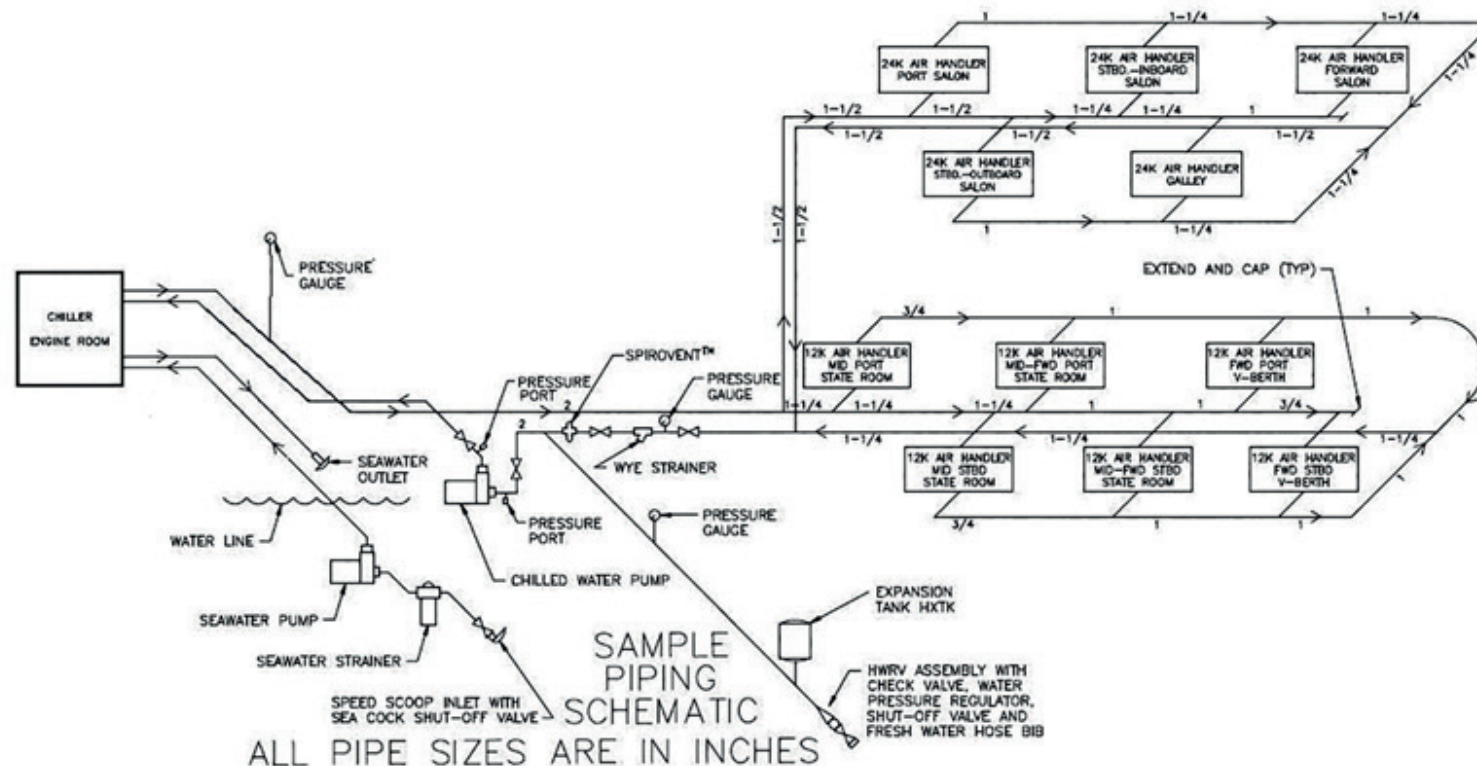 1
1-1/4
1-1/4
24K AIR HANDLER
PORT SALON
24K AIR HANDLER
STBD.-INBOARD
SALON
24K AIR HANDLER
FORWARD
SALON
1-1/4
1-1/2
1-1/2
1-1/4
1-1/4
1
1-1/2
1-1/2
1-1/2
24K AIR HANDLER
STBD.-OUTBOARD
SALON
24K AIR HANDLER
GALLEY
1-1/4
1
1-1/4
1-1/2
1-1/2
PRESSURE
GAUGE
EXTEND AND CAP (TYP)
CHILLER
ENGINE ROOM
3/4
1
1
12K AIR HANDLER
MID PORT
STATE ROOM
12K AIR HANDLER
MID-FWD PORT
STATE ROOM
12K AIR HANDLER
FWD PORT
V-BERTH
SPIROVENT™
PRESSURE
PORT
PRESSURE
GAUGE
2
1-1/4
1-1/4
1-1/4
1
1
3/4
1
2
1-1/4
1-1/4
1-1/4
WYE STRAINER
12K AIR HANDLER
MID STBD
STATE ROOM
12K AIR HANDLER
MID-FWD STBD
STATE ROOM
12K AIR HANDLER
FWD STBD
V-BERTH
1
3/4
1
1
SEAWATER
OUTLET
WATER LINE
PRESSURE
PORT
PRESSURE
GAUGE
CHILLED WATER PUMP
SEAWATER PUMP
SEAWATER STRAINER
EXPANSION
TANK HXTK
SPEED SCOOP INLET WITH
SEA COCK SHUT-OFF VALVE
HWRV ASSEMBLY WITH
CHECK VALVE, WATER
PRESSURE REGULATOR,
SHUT-OFF VALVE AND
FRESH WATER HOSE BIB
SAMPLE
PIPING
SCHEMATIC
ALL PIPE SIZES ARE IN INCHES